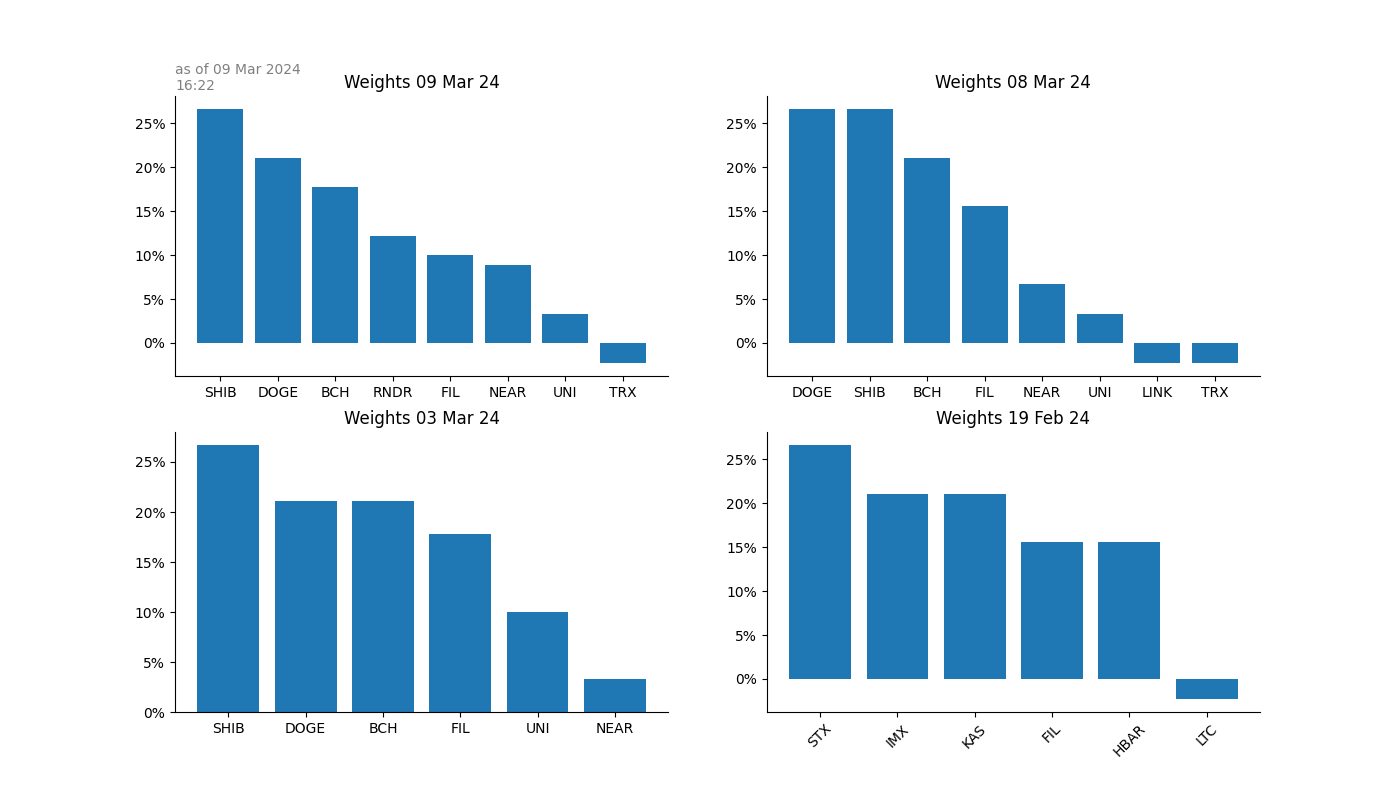 as of 09 Mar 2024
16:22
Weights 09 Mar 24
25%
20%
15%
10%
5%
0%
SHIB DOGE BCH RNDR FIL NEAR UNI TRX
Weights 08 Mar 24
25%
20%
15%
10%
5%
0%
DOGE SHIB BCH FIL NEAR UNI LINK TRX
Weights 03 Mar 24
25%
20%
15%
10%
5%
0%
SHIB DOGE BCH FIL UNI NEAR
Weights 19 Feb 24
25%
20%
15%
10%
5%
0%
STX IMX KAS FIL HBAR LTC